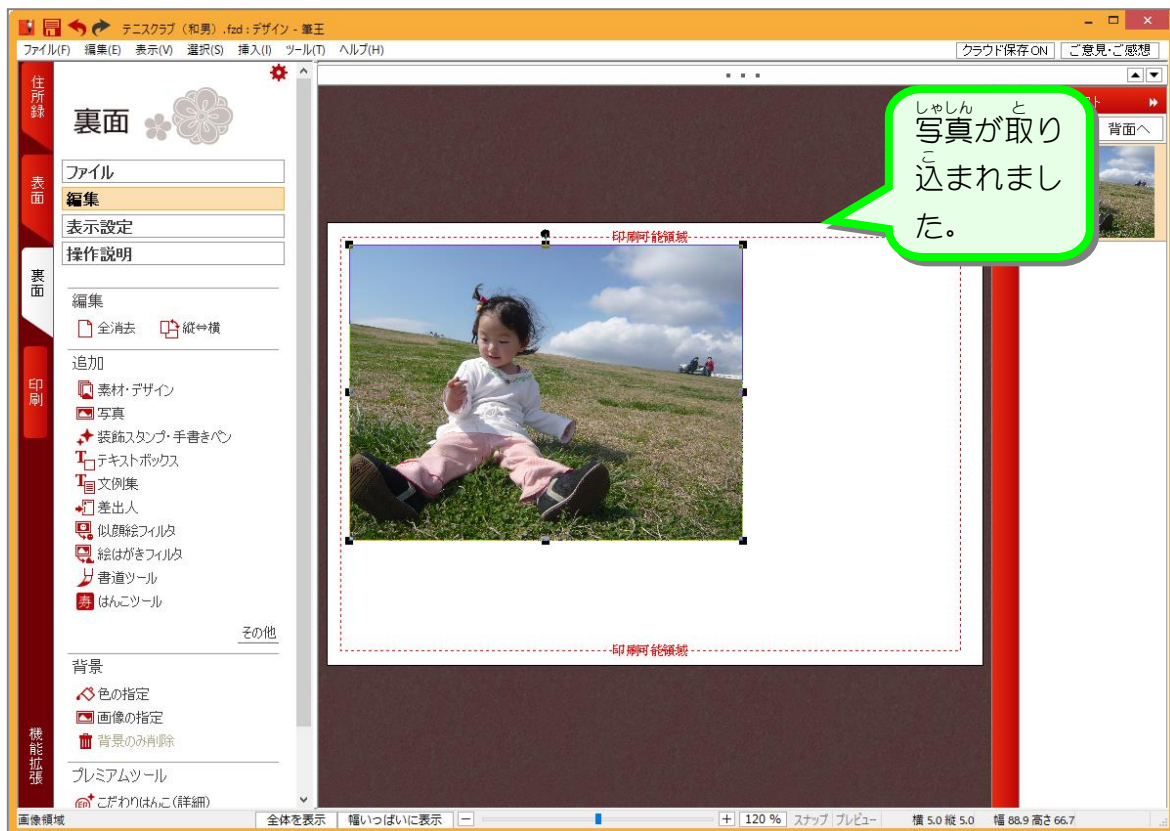 テニスクラブ（和男）.fzd : デザイン - 筆王
ファイル(F) 編集(E) 表示(V) 選択(S) 挿入(I) ツール(T) ヘルプ(H)
クラウド保存ON ご意見・ご感想
住所録
表面
裏面
印刷
機能拡張
裏面
ファイル
編集
表示設定
操作説明
編集
全消去 縦⇔横
追加
素材・デザイン
写真
装飾スタンプ・手書きペン
テキストボックス
文例集
差出人
似顔絵フィルタ
絵はがきフィルタ
書道ツール
はんこツール
その他
背景
色の指定
画像の指定
背景のみ削除
プレミアムツール
こだわりはんこ(詳細)
印刷可能領域
印刷可能領域
しゃしん と
写真が取り
こ
込まれまし
た。
ト
背面へ
画像領域 全体を表示 幅いっぱいに表示 120 % スナップ プレビュー 横 5.0 縦 5.0 幅 88.9 高さ 66.7